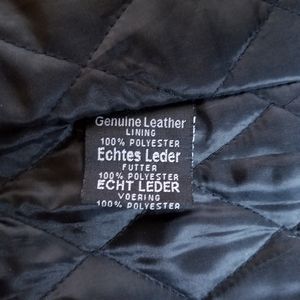 Genuine Leather
LINING
100% POLYESTER
Echtes Leder
FUTTER
100% POLYESTER
ECHT LEDER
VOERING
100% POLYESTER